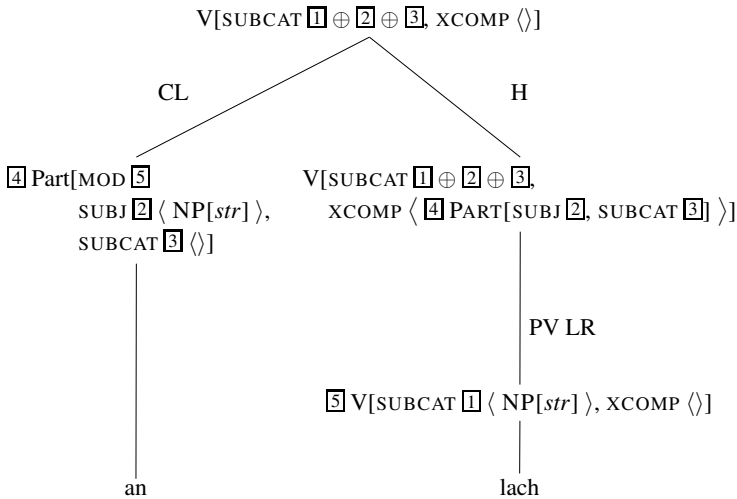 V[SUBCAT 1 ⊕ 2 ⊕ 3, XCOMP ⟨⟩]
CL
H
4 Part[MOD 5
SUBJ 2 ⟨ NP[str] ⟩,
SUBCAT 3 ⟨⟩]
V[SUBCAT 1 ⊕ 2 ⊕ 3,
XCOMP ⟨ 4 PART[SUBJ 2, SUBCAT 3] ⟩]
PV LR
5 V[SUBCAT 1 ⟨ NP[str] ⟩, XCOMP ⟨⟩]
an
lach